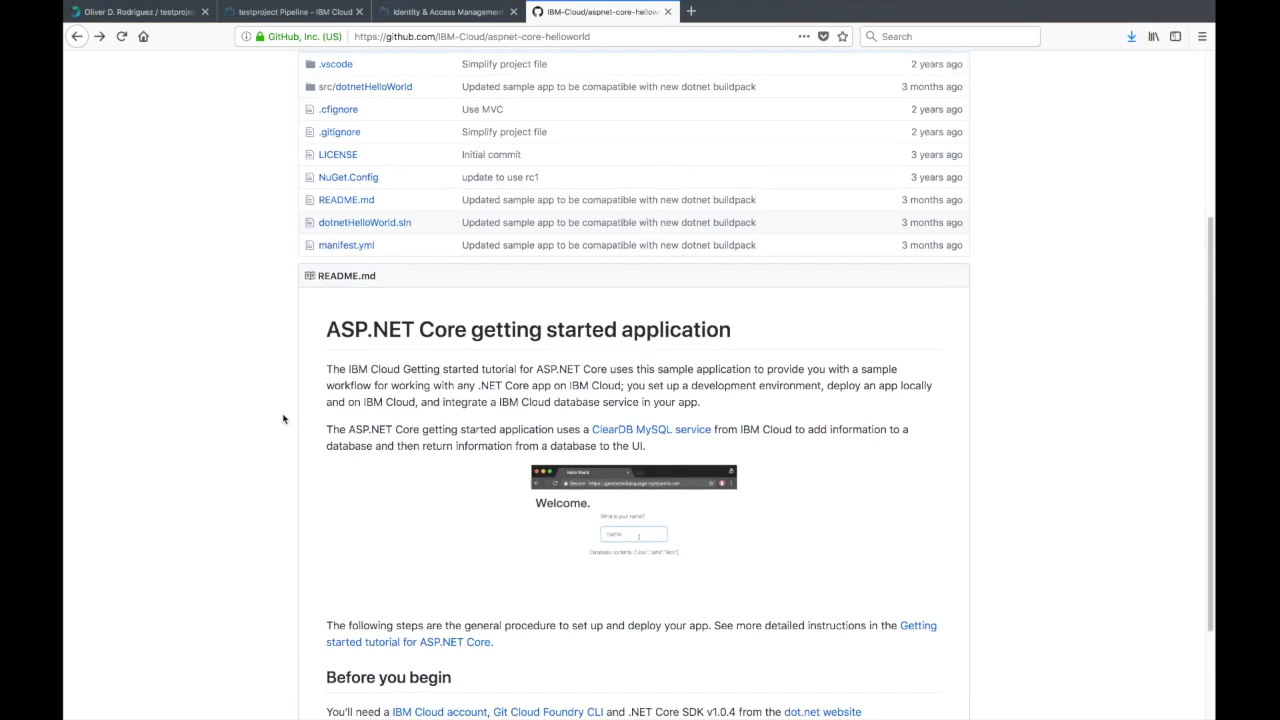 Oliver D. Rodriguez / testproje
testproject Pipeline – IBM Cloud
Identity & Access Management
IBM-Cloud/aspnet-core-hellow
GitHub, Inc. (US)
https://github.com/IBM-Cloud/aspnet-core-helloworld
Search
.vscode Simplify project file 2 years ago
src/dotnetHelloWorld Updated sample app to be comapatible with new dotnet buildpack 3 months ago
.cfignore Use MVC 2 years ago
.gitignore Simplify project file 2 years ago
LICENSE Initial commit 3 years ago
NuGet.Config update to use rc1 3 years ago
README.md Updated sample app to be comapatible with new dotnet buildpack 3 months ago
dotnetHelloWorld.sln Updated sample app to be comapatible with new dotnet buildpack 3 months ago
manifest.yml Updated sample app to be comapatible with new dotnet buildpack 3 months ago
README.md
ASP.NET Core getting started application
The IBM Cloud Getting started tutorial for ASP.NET Core uses this sample application to provide you with a sample
workflow for working with any .NET Core app on IBM Cloud; you set up a development environment, deploy an app locally
and on IBM Cloud, and integrate a IBM Cloud database service in your app.
The ASP.NET Core getting started application uses a ClearDB MySQL service from IBM Cloud to add information to a
database and then return information from a database to the UI.
Hello World
Secure
Welcome.
What is your name?
name
Database contents:
The following steps are the general procedure to set up and deploy your app. See more detailed instructions in the Getting
started tutorial for ASP.NET Core.
Before you begin
You'll need a IBM Cloud account, Git Cloud Foundry CLI and .NET Core SDK v1.0.4 from the dot.net website